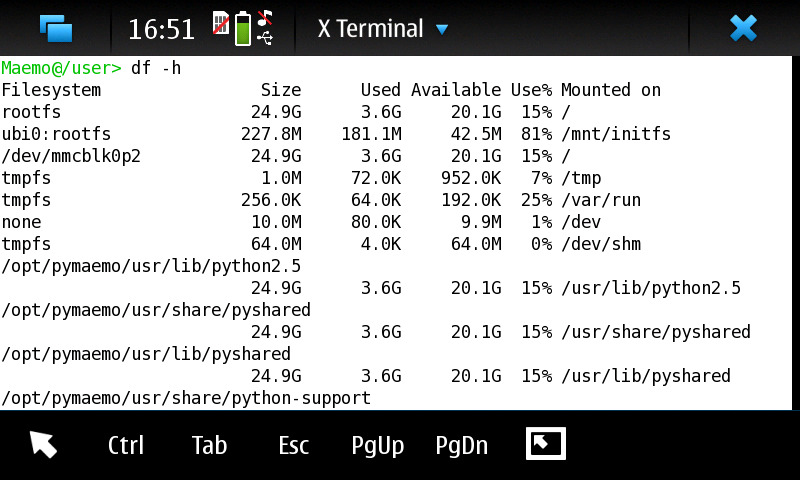 16:51 X Terminal
Maemo@/user> df -h
Filesystem Size Used Available Use% Mounted on
rootfs 24.9G 3.6G 20.1G 15% /
ubi0:rootfs 227.8M 181.1M 42.5M 81% /mnt/initfs
/dev/mmcblk0p2 24.9G 3.6G 20.1G 15% /
tmpfs 1.0M 72.0K 952.0K 7% /tmp
tmpfs 256.0K 64.0K 192.0K 25% /var/run
none 10.0M 80.0K 9.9M 1% /dev
tmpfs 64.0M 4.0K 64.0M 0% /dev/shm
/opt/pymaemo/usr/lib/python2.5
24.9G 3.6G 20.1G 15% /usr/lib/python2.5
/opt/pymaemo/usr/share/pyshared
24.9G 3.6G 20.1G 15% /usr/share/pyshared
/opt/pymaemo/usr/lib/pyshared
24.9G 3.6G 20.1G 15% /usr/lib/pyshared
/opt/pymaemo/usr/share/python-support
Ctrl Tab Esc PgUp PgDn